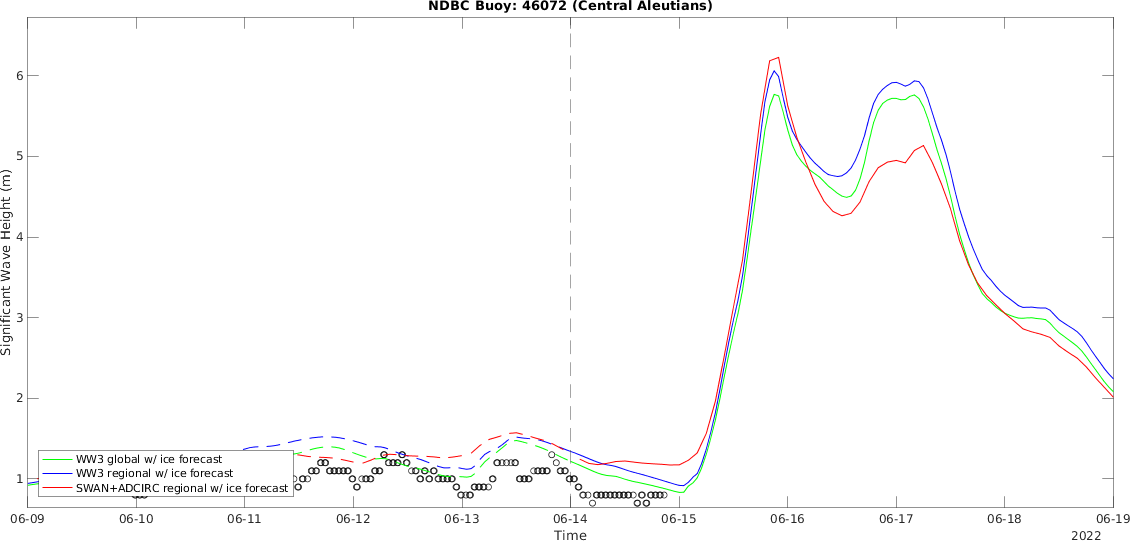 NDBC Buoy: 46072 (Central Aleutians)
Significant Wave Height (m)
6
5
4
3
2
1
WW3 global w/ ice forecast
WW3 regional w/ ice forecast
SWAN+ADCIRC regional w/ ice forecast
06-09 06-10 06-11 06-12 06-13 06-14 06-15 06-16 06-17 06-18 06-19
Time
2022